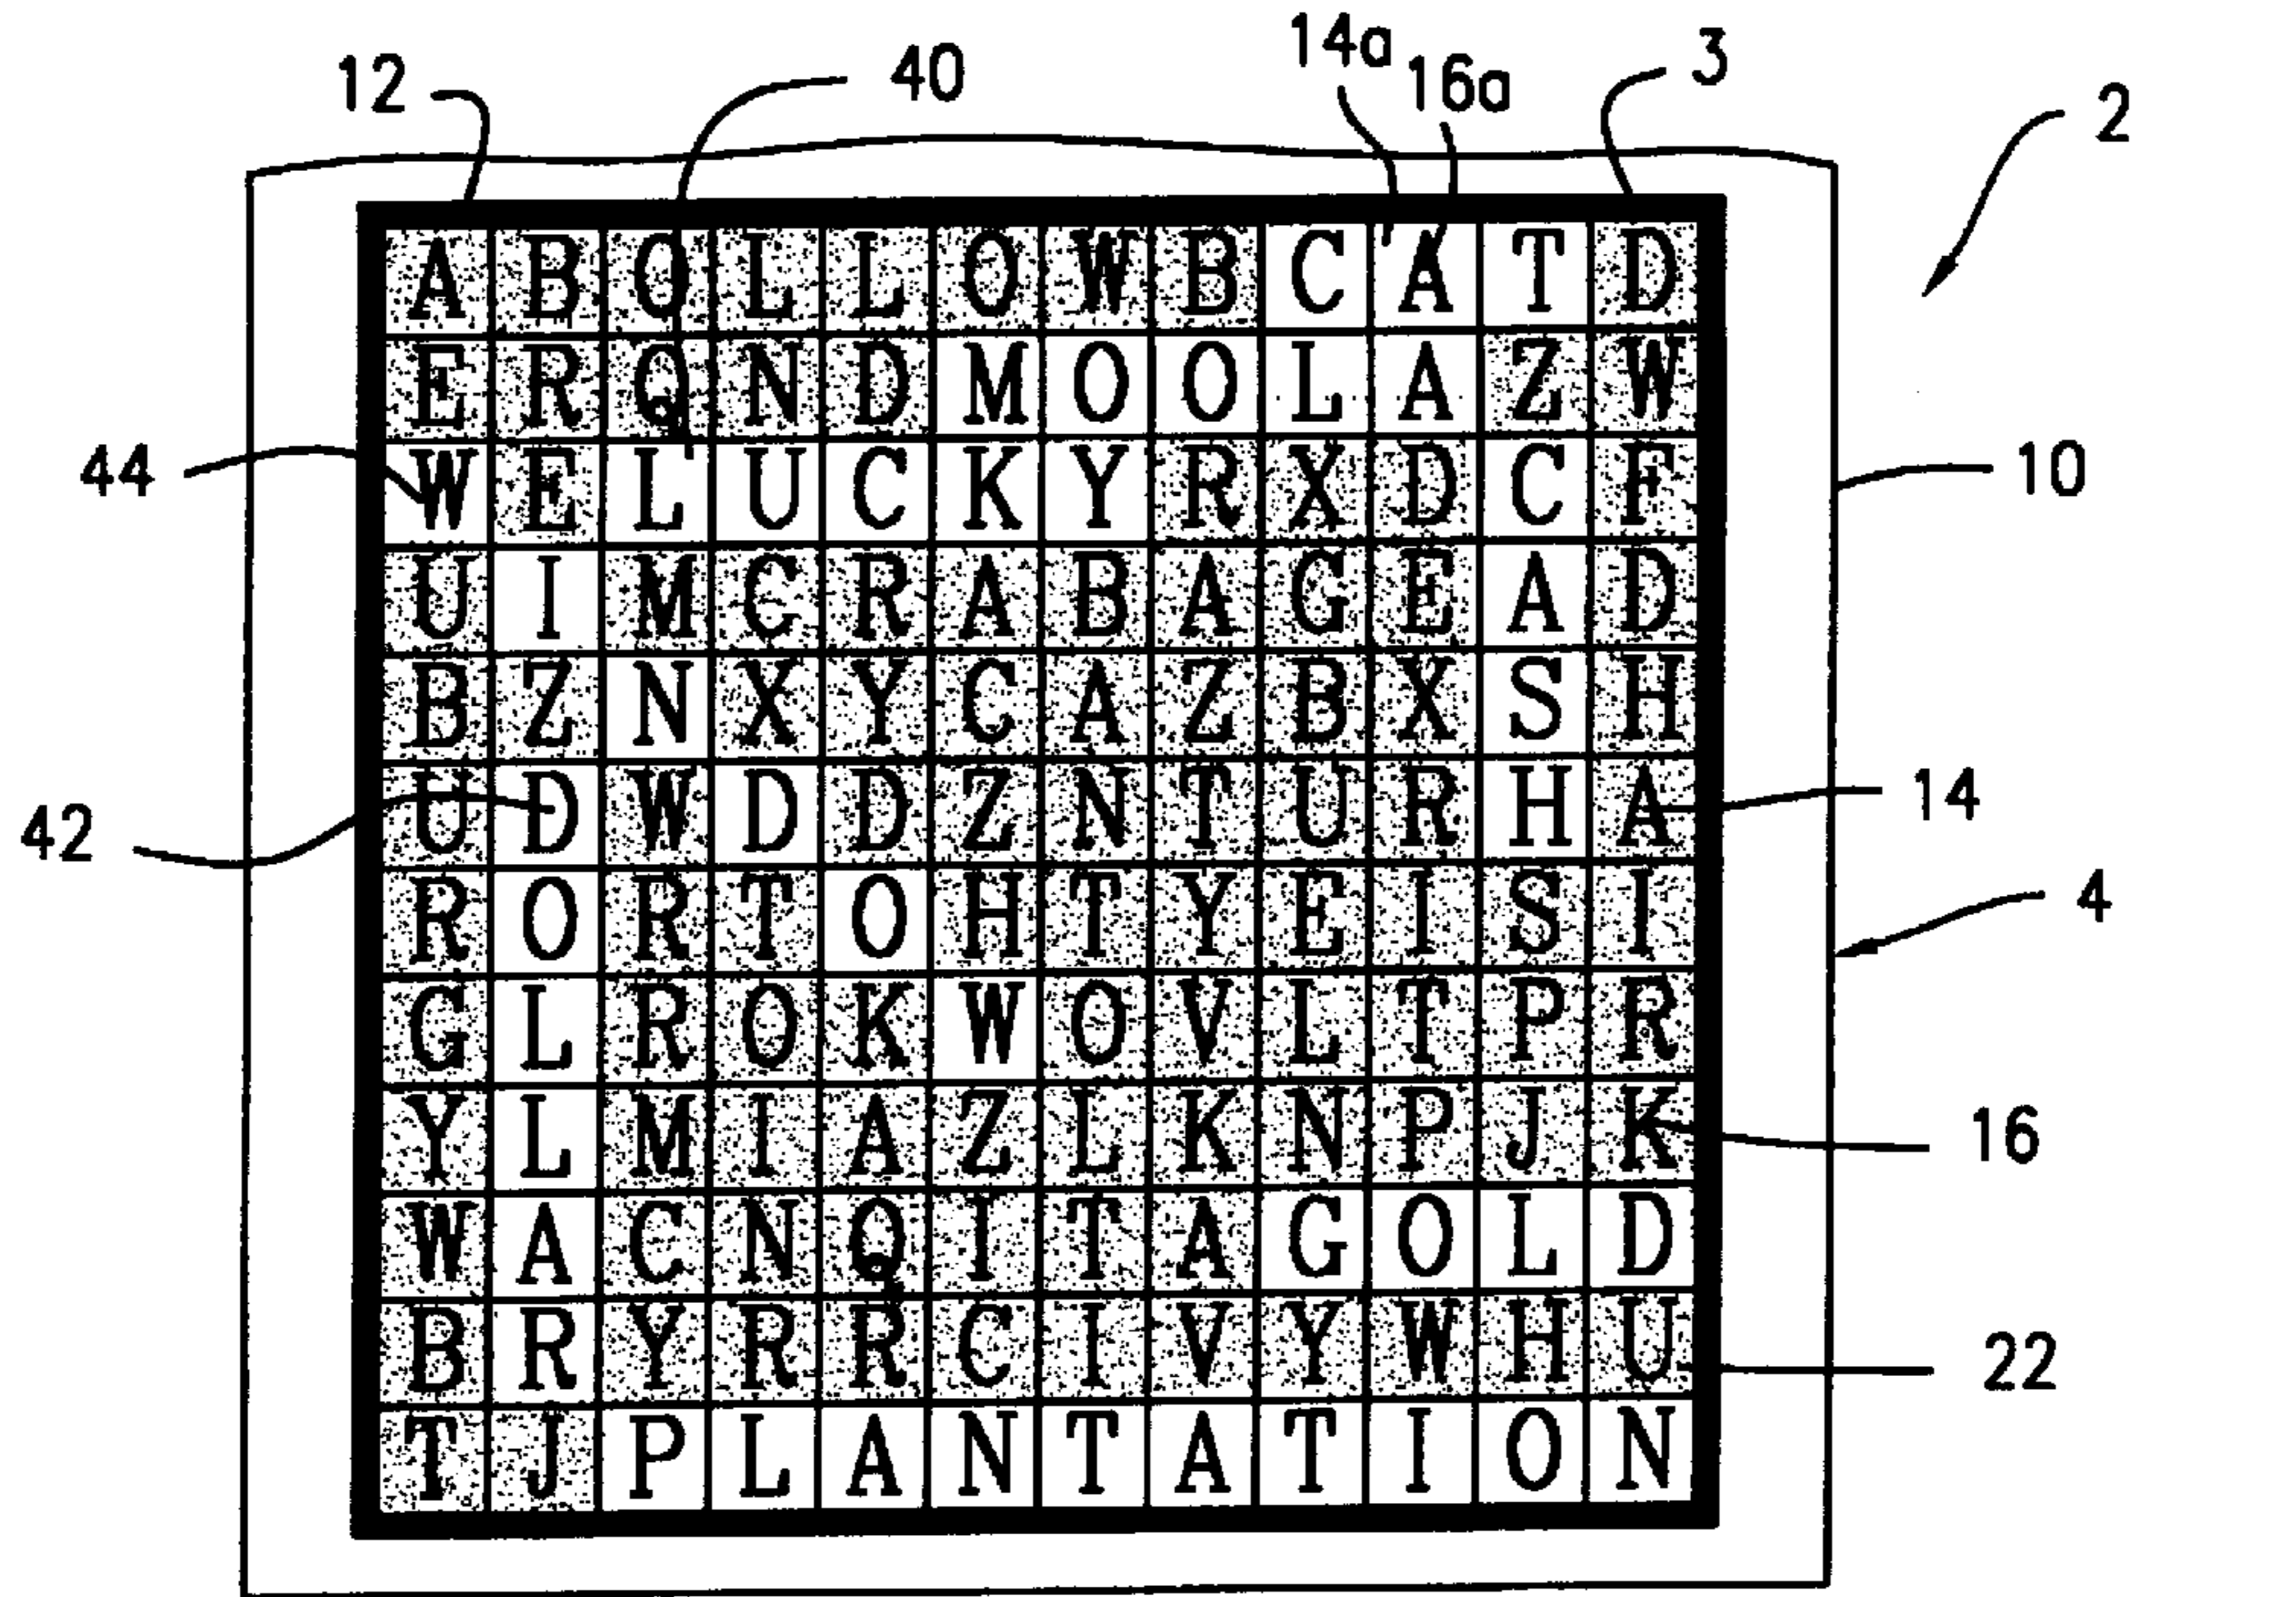 12 40 14a 16a 3 2
A B O L L O W B C A T D
E R Q N D M O O L A Z W
44 W E L U C K Y R X D C F 10
U I M C R A B A G E A D
B Z N X Y C A Z B X S H
42 U D W D D Z N T U R H A 14
R O R T O H T Y E I S I 4
G L R O K W O V L T P R
Y L M I A Z L K N P J K 16
W A C N Q I T A G O L D
B R Y R R C I V Y W H U 22
T J P L A N T A T I O N